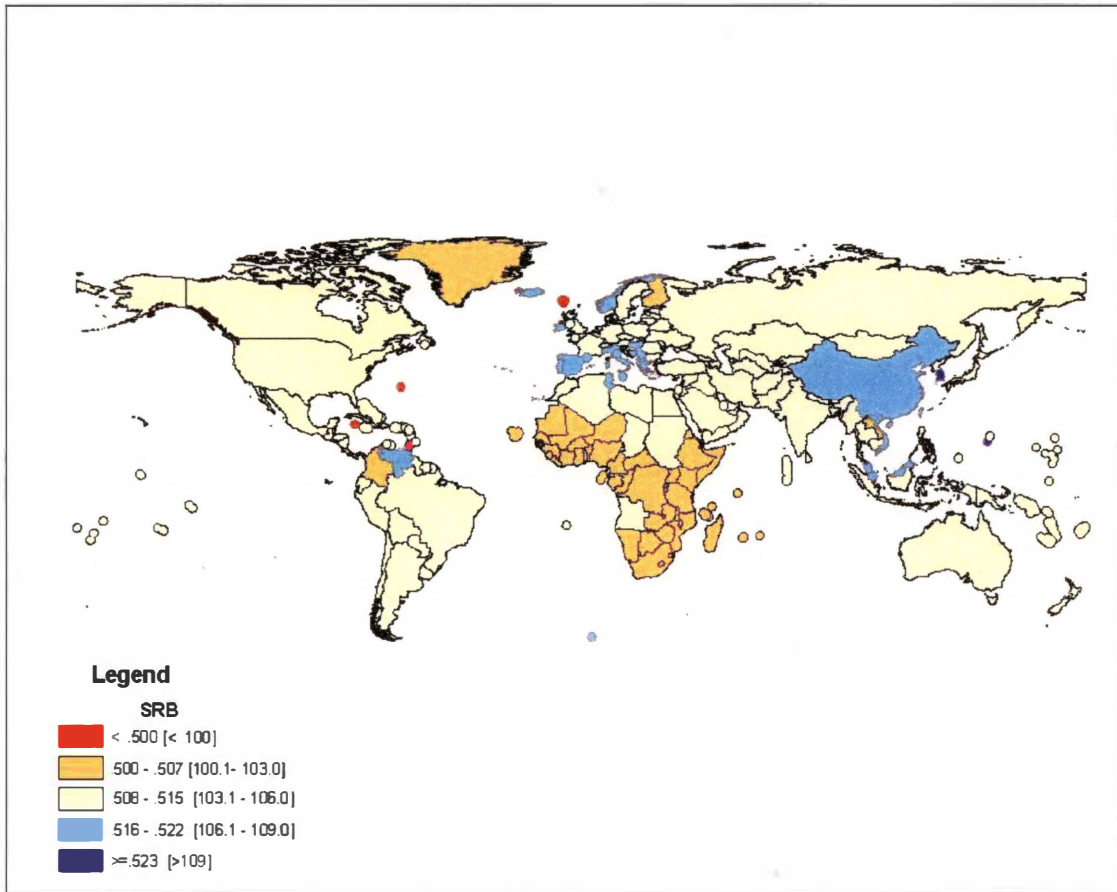 Legend
SRB
< .500 [< 100]
.500 - .507 [100.1- 103.0]
.508 - .515 [103.1 - 106.0]
.516 - .522 [106.1 - 109.0]
>=.523 [>109]